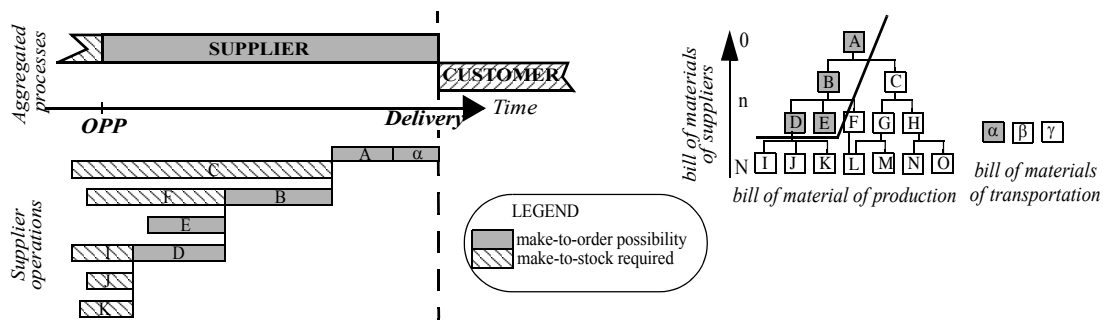 Aggregated
processes
SUPPLIER
CUSTOMER
OPP
Delivery
Time
Supplier
operations
A
α
C
F
B
E
I
D
J
K
LEGEND
make-to-order possibility
make-to-stock required
bill of materials
of suppliers
0
n
N
A
B
C
D
E
F
G
H
I
J
K
L
M
N
O
bill of material of production
α
β
γ
bill of materials
of transportation